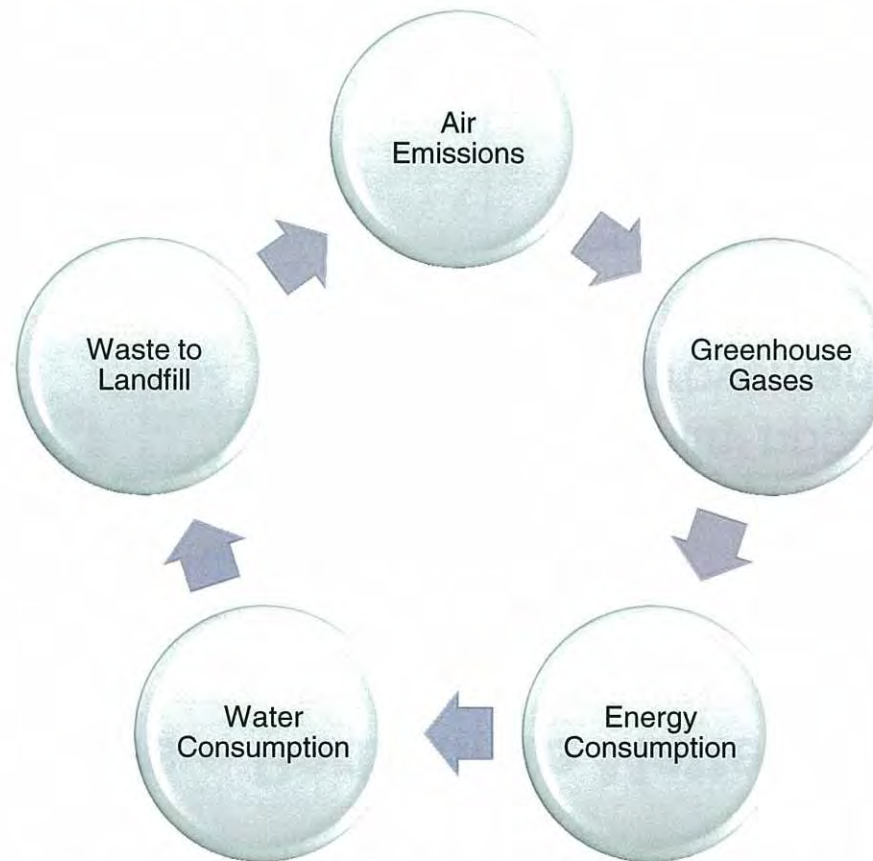 Air
Emissions
Greenhouse
Gases
Energy
Consumption
Water
Consumption
Waste to
Landfill